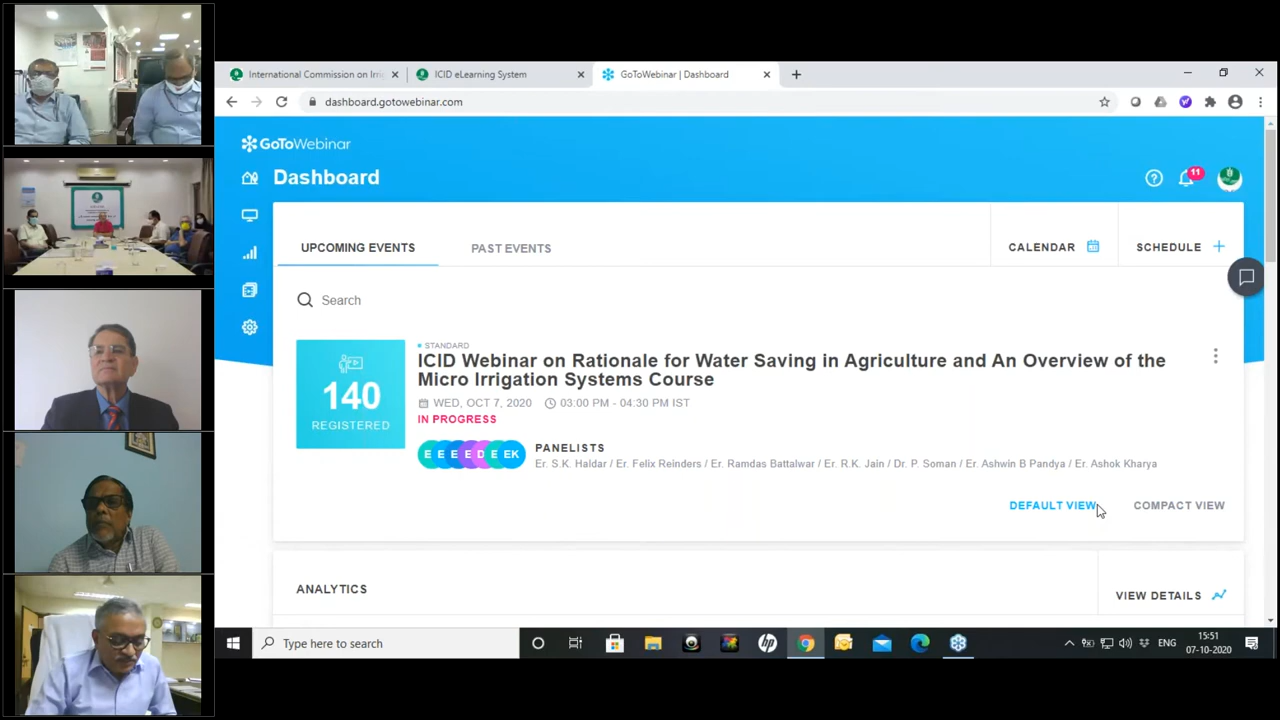 International Commission on Irri
ICID eLearning System
GoToWebinar | Dashboard
dashboard.gotowebinar.com
GoToWebinar
Dashboard
11
UPCOMING EVENTS
PAST EVENTS
CALENDAR
SCHEDULE
Search
140
REGISTERED
STANDARD
ICID Webinar on Rationale for Water Saving in Agriculture and An Overview of the
Micro Irrigation Systems Course
WED, OCT 7, 2020
03:00 PM - 04:30 PM IST
IN PROGRESS
E E E E D E EK
PANELISTS
Er. S.K. Haldar / Er. Felix Reinders / Er. Ramdas Battalwar / Er. R.K. Jain / Dr. P. Soman / Er. Ashwin B Pandya / Er. Ashok Kharya
DEFAULT VIEW
COMPACT VIEW
ANALYTICS
VIEW DETAILS
Type here to search
hp
ENG
15:51
07-10-2020